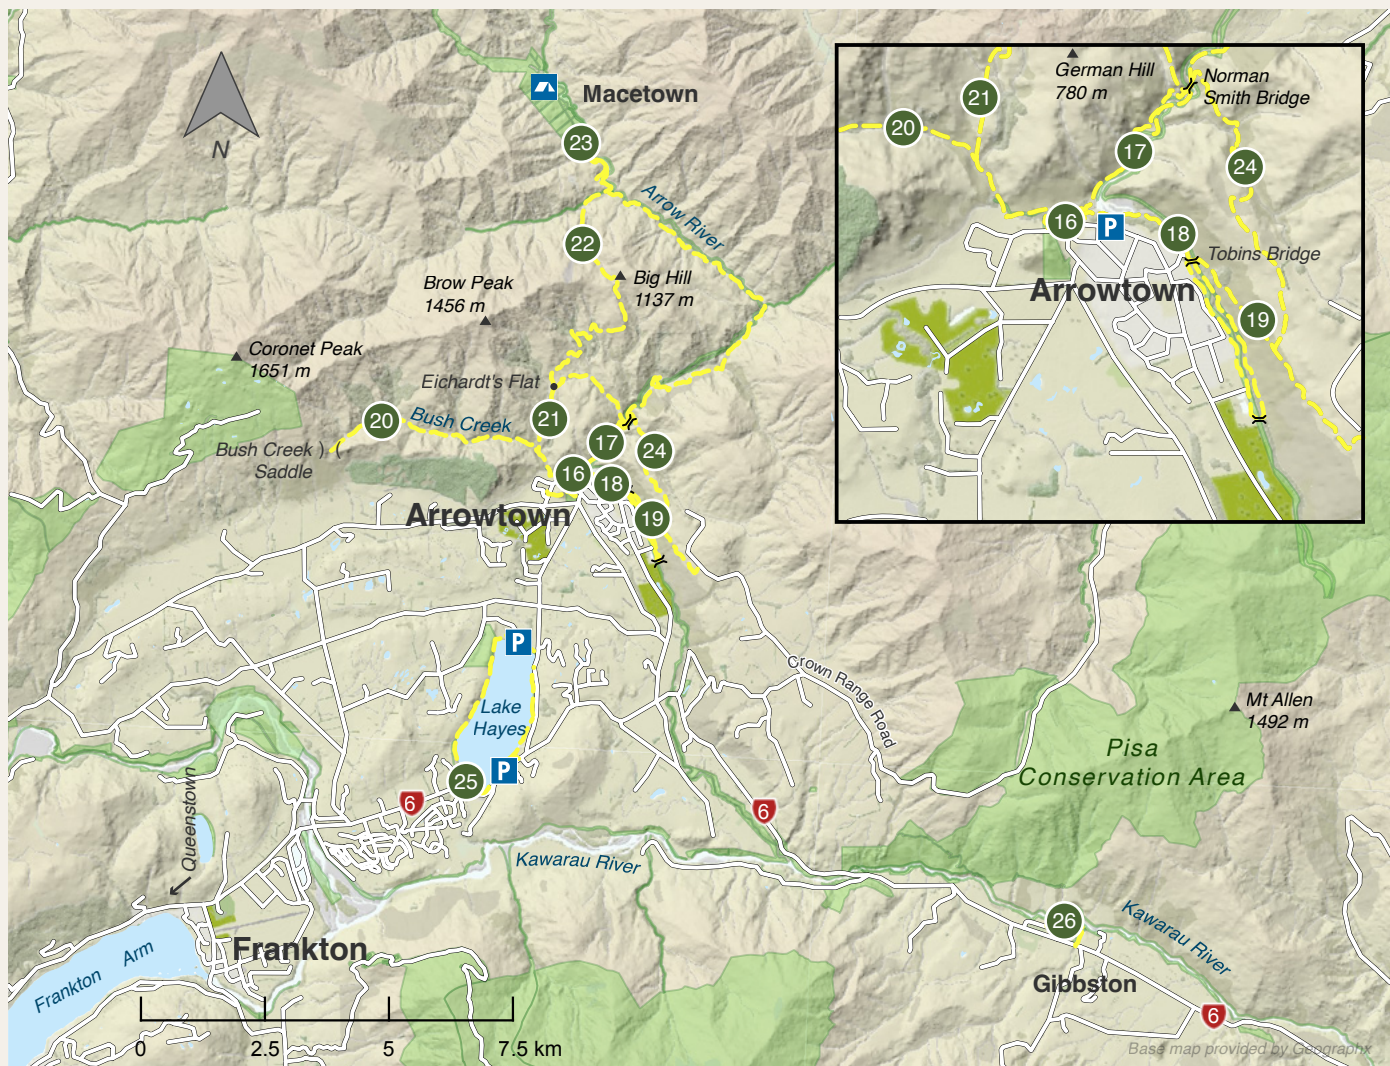 Macetown
23
N
Arrow River
22
Brow Peak
1456 m
Big Hill
1137 m
Coronet Peak
1651 m
Eichardt's Flat
20
Bush Creek
21
17
24
Bush Creek
Saddle
16
18
Arrowtown
19
German Hill
780 m
Norman
Smith Bridge
21
20
17
24
16
P
18
Tobins Bridge
Arrowtown
19
P
Lake
Hayes
Crown Range Road
Mt Allen
1492 m
Pisa
Conservation Area
P
25
6
6
Queenstown
Kawarau River
26
Kawarau River
Frankton
Frankton Arm
Gibbston
6
0
2.5
5
7.5 km
Base map provided by Geographx